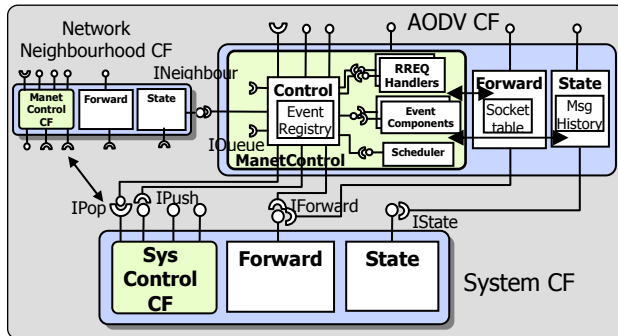 Network
Neighbourhood CF
AODV CF
INeighbour
Manet
Control
CF
Forward
State
Control
Event
Registry
IQueue
ManetControl
RREQ
Handlers
Event
Components
Scheduler
Forward
Socket
table
State
Msg
History
IPop
IPush
IForward
IState
Sys
Control
CF
Forward
State
System CF